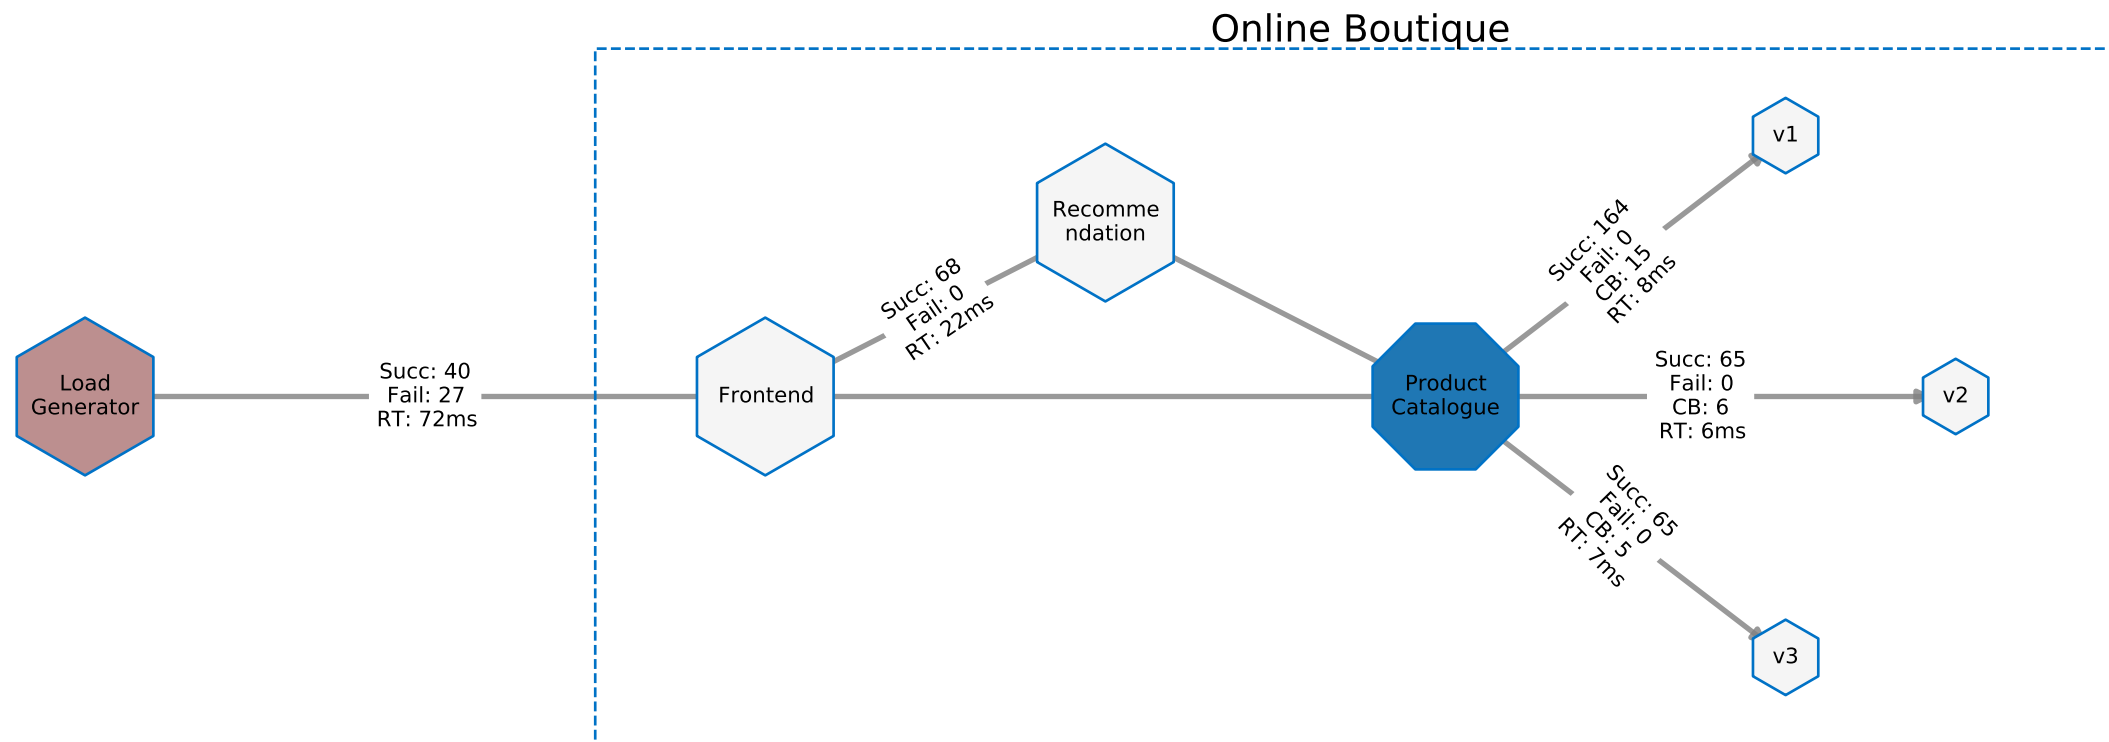 Online Boutique
Load
Generator
Succ: 40
Fail: 27
RT: 72ms
Frontend
Succ: 68
Fail: 0
RT: 22ms
Recomme
ndation
Product
Catalogue
Succ: 164
Fail: 0
CB: 15
RT: 8ms
v1
Succ: 65
Fail: 0
CB: 6
RT: 6ms
v2
Succ: 65
Fail: 0
CB: 5
RT: 7ms
v3